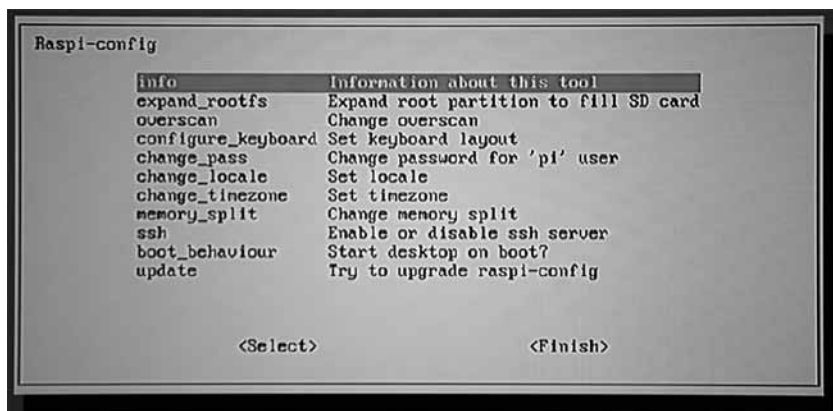 Raspi-config
info Information about this tool
expand_rootfs Expand root partition to fill SD card
overscan Change overscan
configure_keyboard Set keyboard layout
change_pass Change password for 'pi' user
change_locale Set locale
change_timezone Set timezone
memory_split Change memory split
ssh Enable or disable ssh server
boot_behaviour Start desktop on boot?
update Try to upgrade raspi-config
<Select> <Finish>